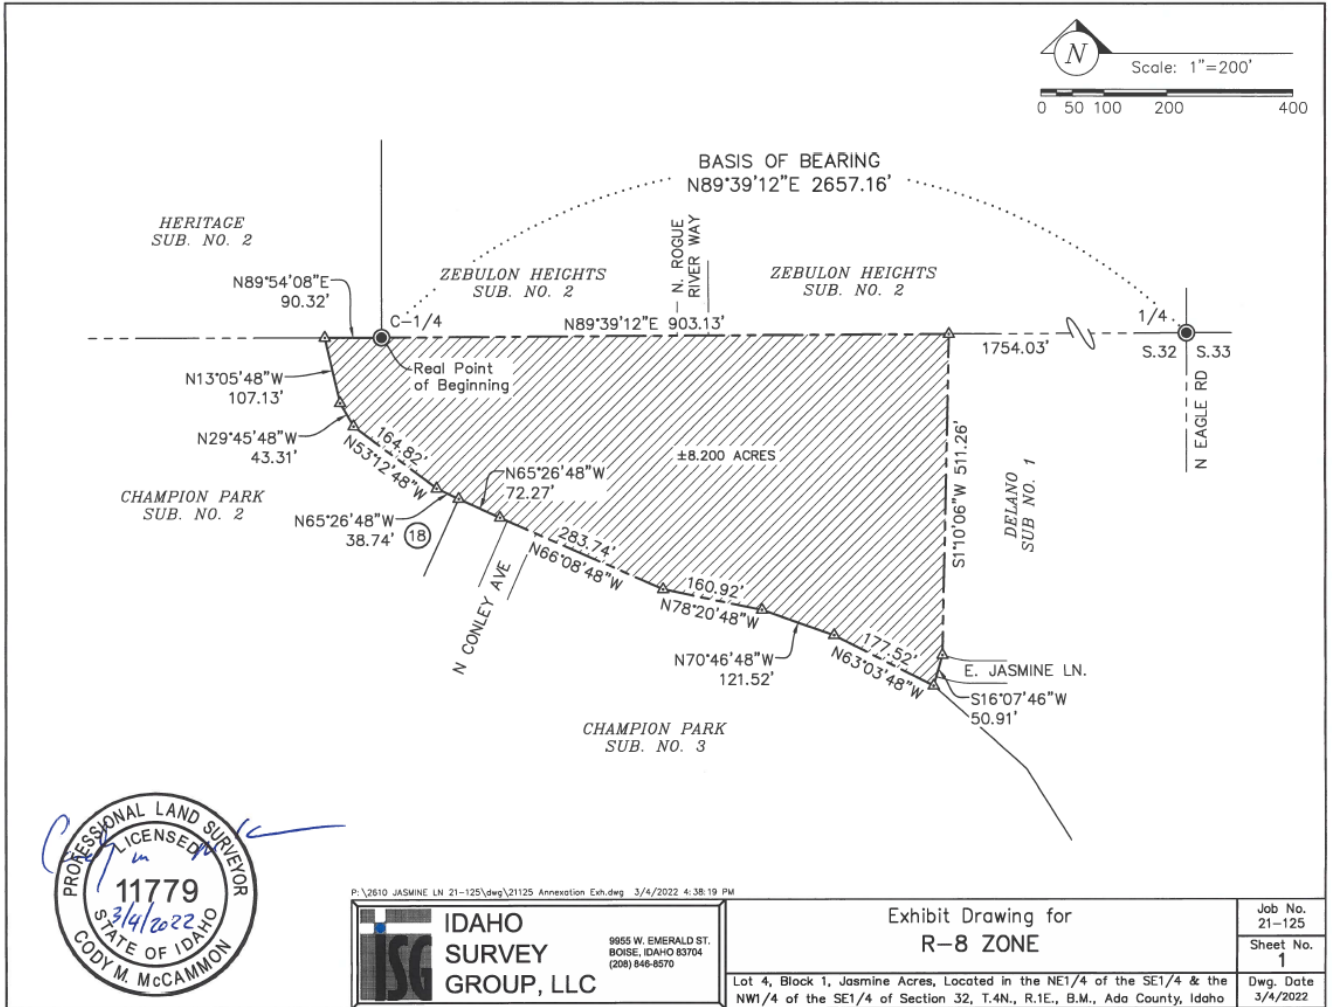 N
Scale: 1"=200'
0 50 100 200 400
BASIS OF BEARING
N89°39'12"E 2657.16'
HERITAGE
SUB. NO. 2
N. ROGUE
RIVER WAY
ZEBULON HEIGHTS
SUB. NO. 2
ZEBULON HEIGHTS
SUB. NO. 2
N89°54'08"E
90.32'
C-1/4
N89°39'12"E 903.13'
1/4
1754.03'
S.32
S.33
Real Point
of Beginning
N EAGLE RD
N13°05'48"W
107.13'
N29°45'48"W
43.31'
164.82'
N53°12'48"W
±8.200 ACRES
S1°10'06"W 511.26'
DELANO
SUB NO. 1
CHAMPION PARK
SUB. NO. 2
N65°26'48"W
72.27'
N65°26'48"W
38.74'
18
283.74'
N66°08'48"W
N CONLEY AVE
160.92'
N78°20'48"W
N70°46'48"W
121.52'
177.52'
N63°03'48"W
E. JASMINE LN.
S16°07'46"W
50.91'
CHAMPION PARK
SUB. NO. 3
PROFESSIONAL LAND SURVEYOR
LICENSED
11779
3/4/2022
STATE OF IDAHO
CODY M. McCAMMON
P:\2610 JASMINE LN 21-125\dwg\21125 Annexation Exh.dwg 3/4/2022 4:38:19 PM
ISG
IDAHO
SURVEY
GROUP, LLC
9955 W. EMERALD ST.
BOISE, IDAHO 83704
(208) 846-8570
Exhibit Drawing for
R-8 ZONE
Lot 4, Block 1, Jasmine Acres, Located in the NE1/4 of the SE1/4 & the
NW1/4 of the SE1/4 of Section 32, T.4N., R.1E., B.M., Ada County, Idaho
Job No.
21-125
Sheet No.
1
Dwg. Date
3/4/2022